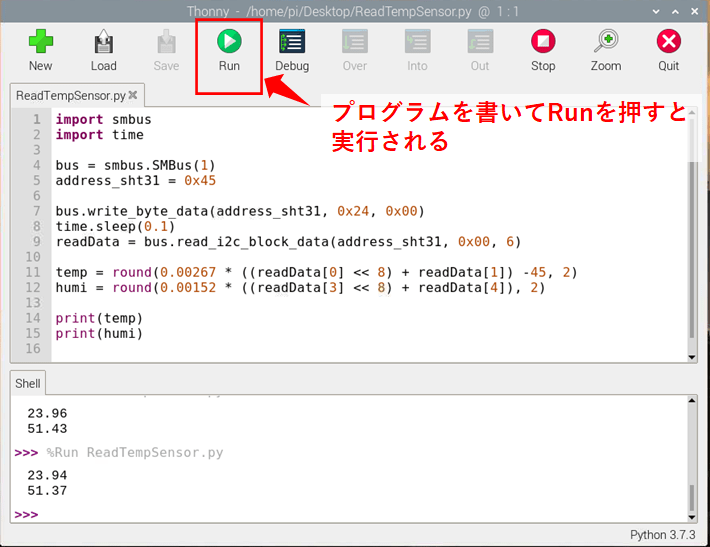 Thonny - /home/pi/Desktop/ReadTempSensor.py @ 1 : 1
New Load Save Run Debug Over Into Out Stop Zoom Quit
ReadTempSensor.py
プログラムを書いてRunを押すと
実行される
1 import smbus
2 import time
3
4 bus = smbus.SMBus(1)
5 address_sht31 = 0x45
6
7 bus.write_byte_data(address_sht31, 0x24, 0x00)
8 time.sleep(0.1)
9 readData = bus.read_i2c_block_data(address_sht31, 0x00, 6)
10
11 temp = round(0.00267 * ((readData[0] << 8) + readData[1]) -45, 2)
12 humi = round(0.00152 * ((readData[3] << 8) + readData[4]), 2)
13
14 print(temp)
15 print(humi)
16
Shell
23.96
51.43
>>> %Run ReadTempSensor.py
23.94
51.37
>>>
Python 3.7.3